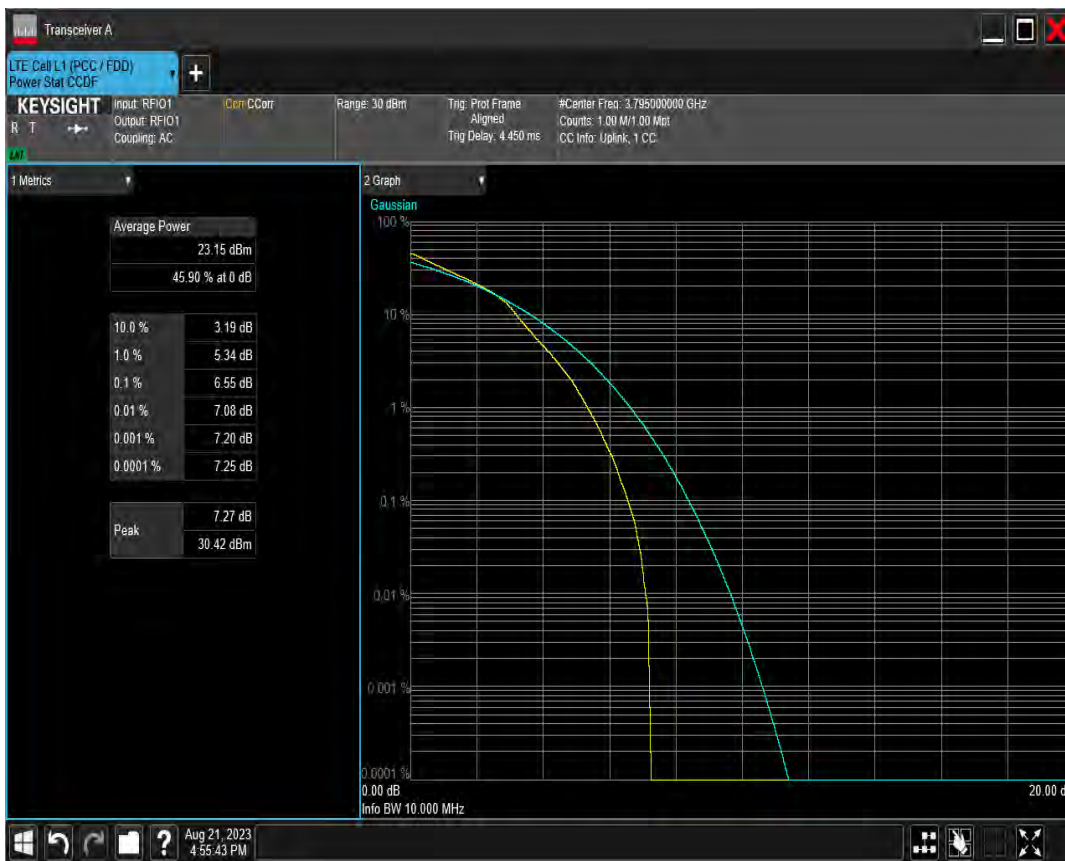 Transceiver A
LTE Cell L1 (PCC / FDD)
Power Stat CCDF
+
KEYSIGHT
R T
LXI
Input: RFIO1
Output: RFIO1
Coupling: AC
Corr CCorr
Range: 30 dBm
Trig: Prot Frame
Aligned
Trig Delay: 4.450 ms
#Center Freq: 3.795000000 GHz
Counts: 1.00 M/1.00 Mpt
CC Info: Uplink, 1 CC
1 Metrics
Average Power
23.15 dBm
45.90 % at 0 dB
10.0 % 3.19 dB
1.0 % 5.34 dB
0.1 % 6.55 dB
0.01 % 7.08 dB
0.001 % 7.20 dB
0.0001 % 7.25 dB
Peak
7.27 dB
30.42 dBm
2 Graph
Gaussian
100 %
10 %
1 %
0.1 %
0.01 %
0.001 %
0.0001 %
0.00 dB
20.00 d
Info BW 10.000 MHz
?
Aug 21, 2023
4:55:43 PM